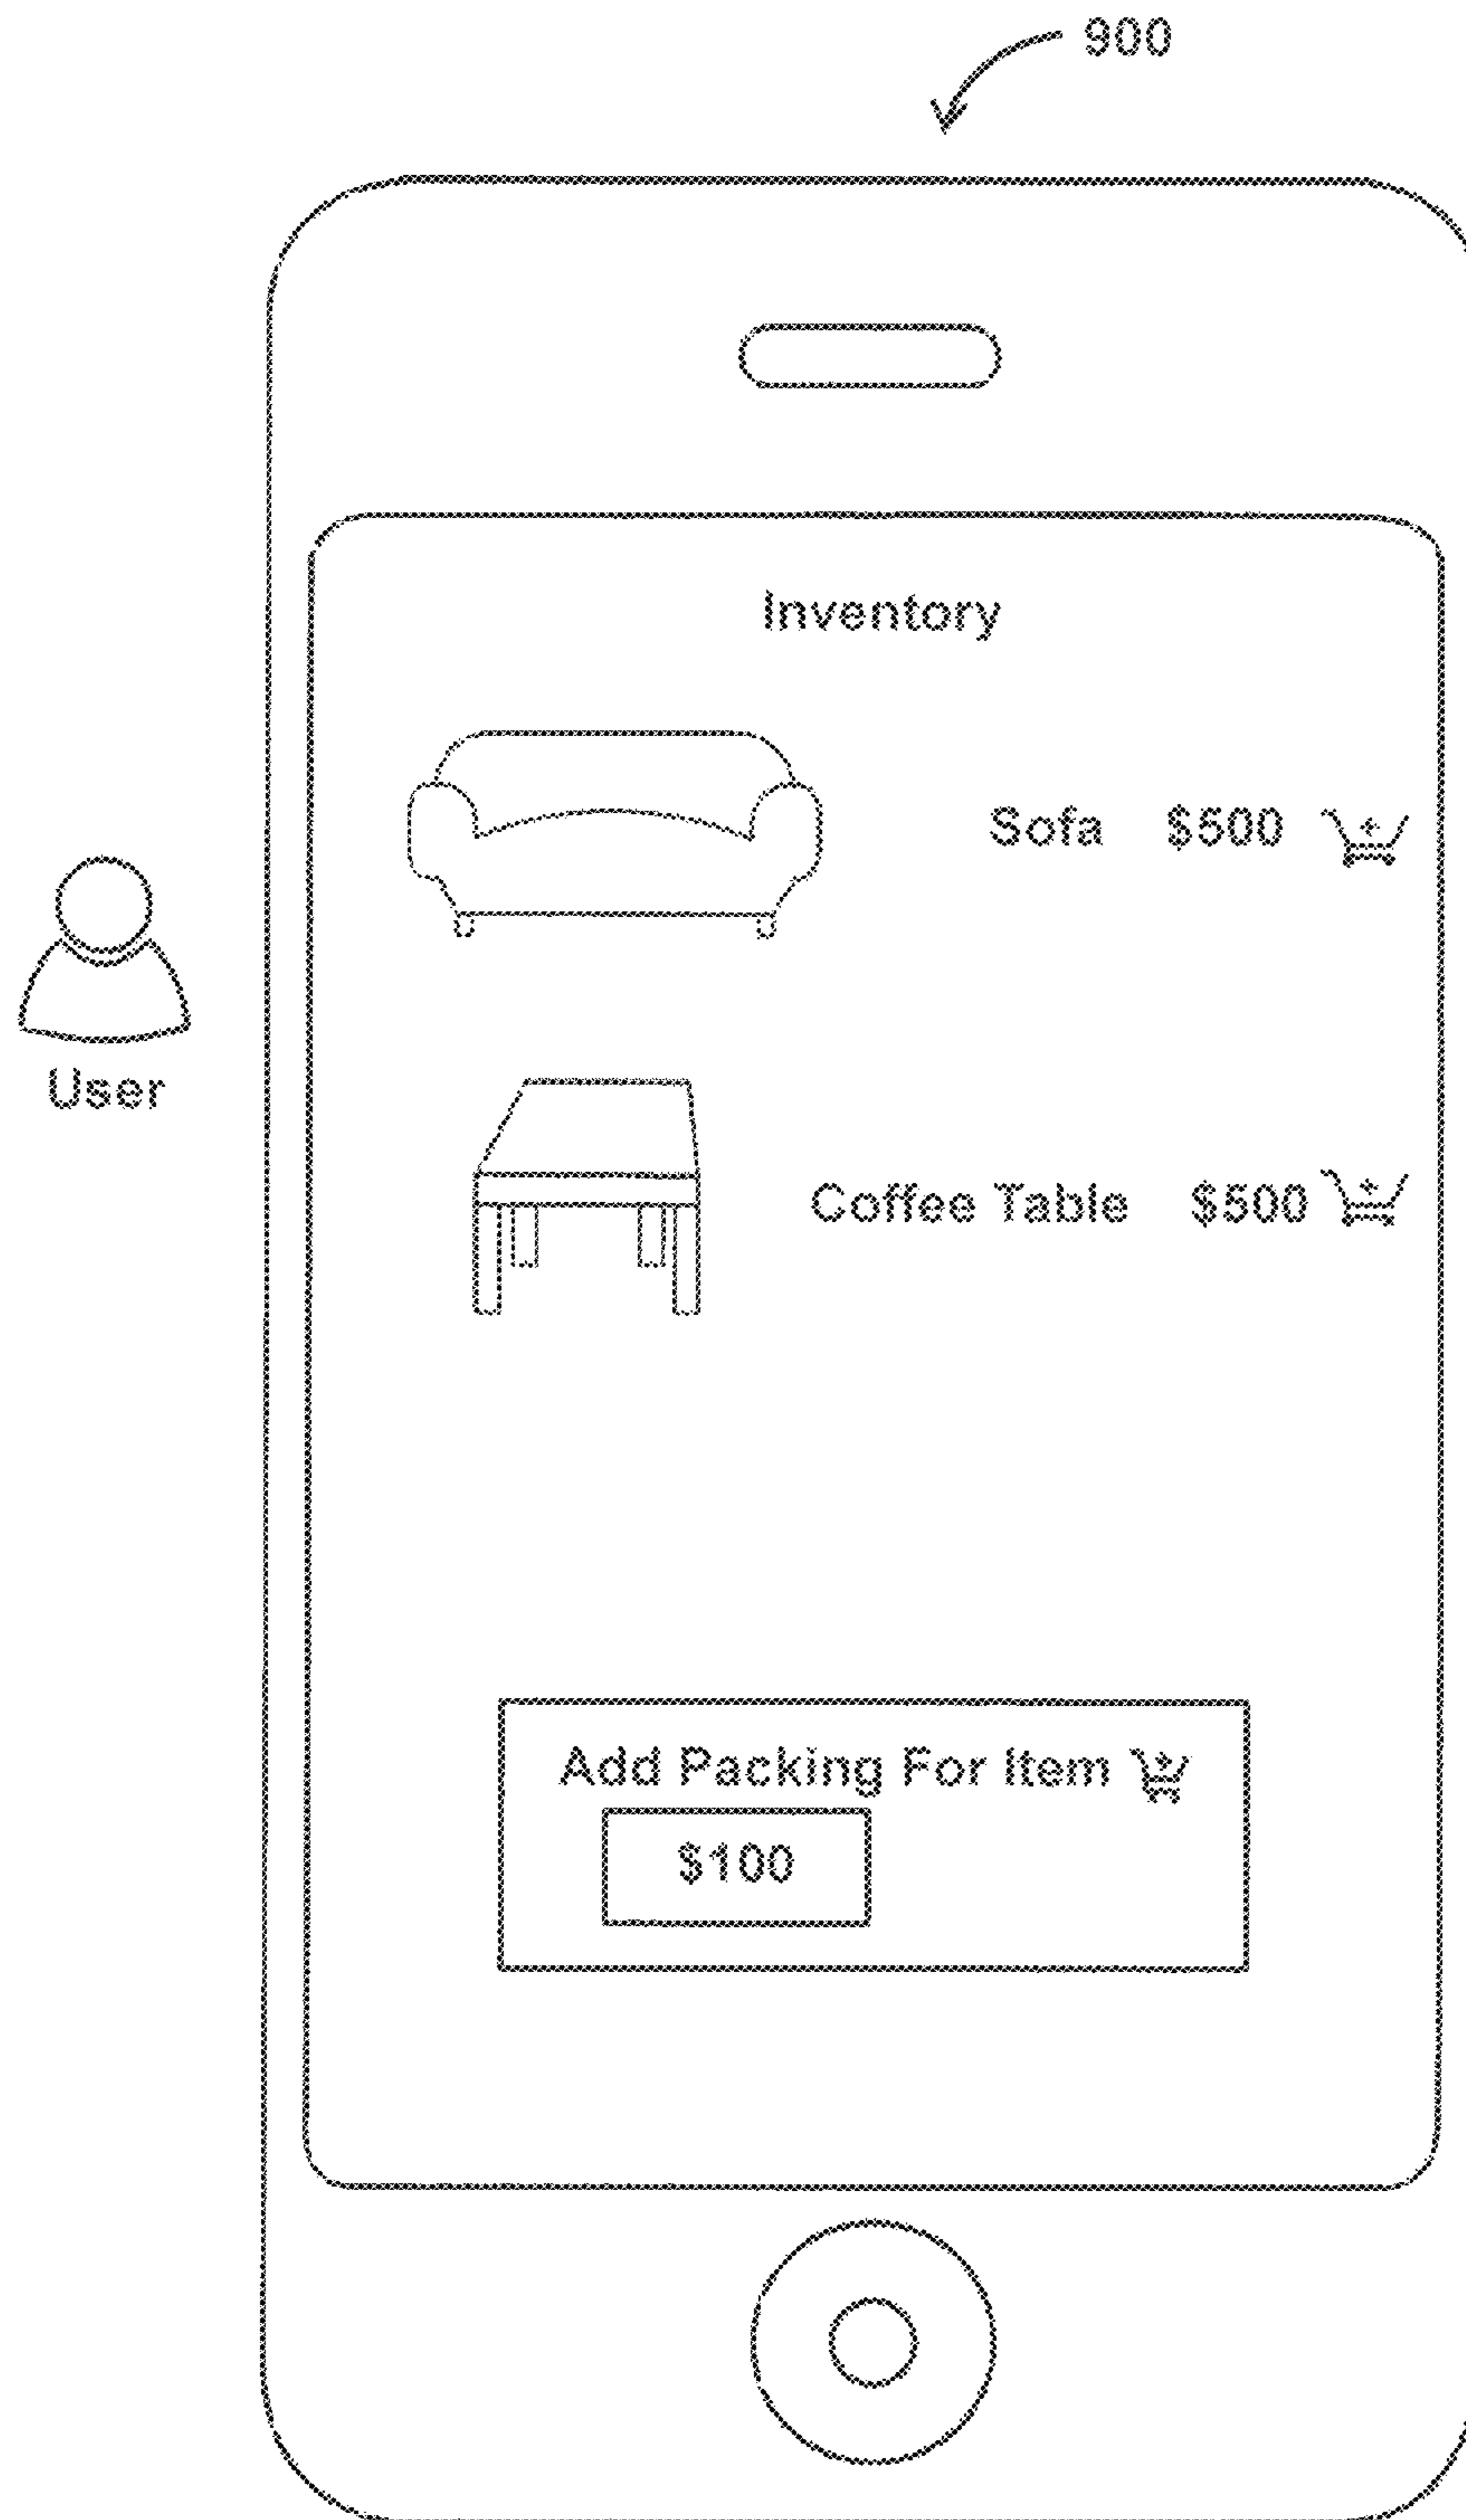 900
Inventory
Sofa $500
User
Coffee Table $500
Add Packing For Item
$100